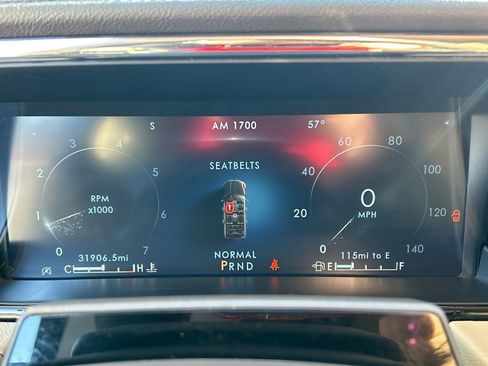 S AM 1700 57°
3 4
2 5
1 6
0 7
RPM
x1000
SEATBELTS
1
60 80
40 100
20 120
0 140
0
MPH
31906.5mi
NORMAL
PRND
115mi to E
C H
E F